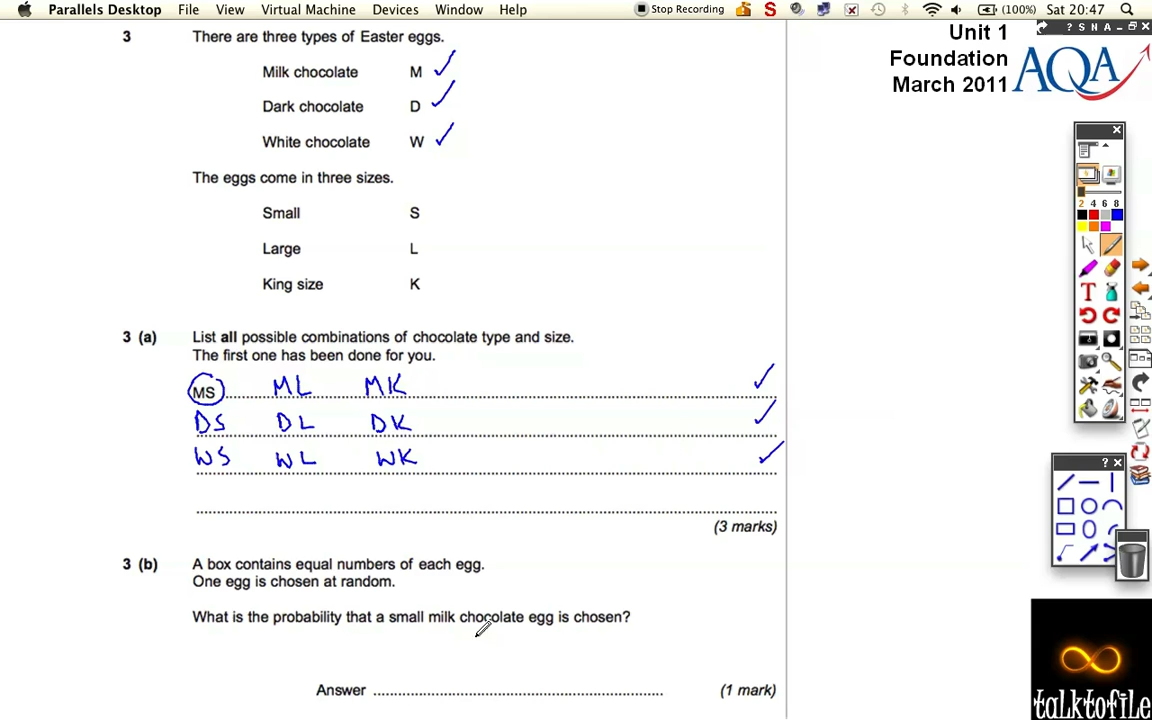 Parallels Desktop File View Virtual Machine Devices Window Help Stop Recording S (100%) Sat 20:47
? S N A
Unit 1
Foundation
March 2011
AQA
3 There are three types of Easter eggs.
Milk chocolate M
Dark chocolate D
White chocolate W
The eggs come in three sizes.
Small S
Large L
King size K
3 (a) List all possible combinations of chocolate type and size.
The first one has been done for you.
MS ML MK
DS DL DK
WS WL WK
(3 marks)
3 (b) A box contains equal numbers of each egg.
One egg is chosen at random.
What is the probability that a small milk chocolate egg is chosen?
Answer ...................................................................... (1 mark)
2 4 6 8
T
?
talktofile